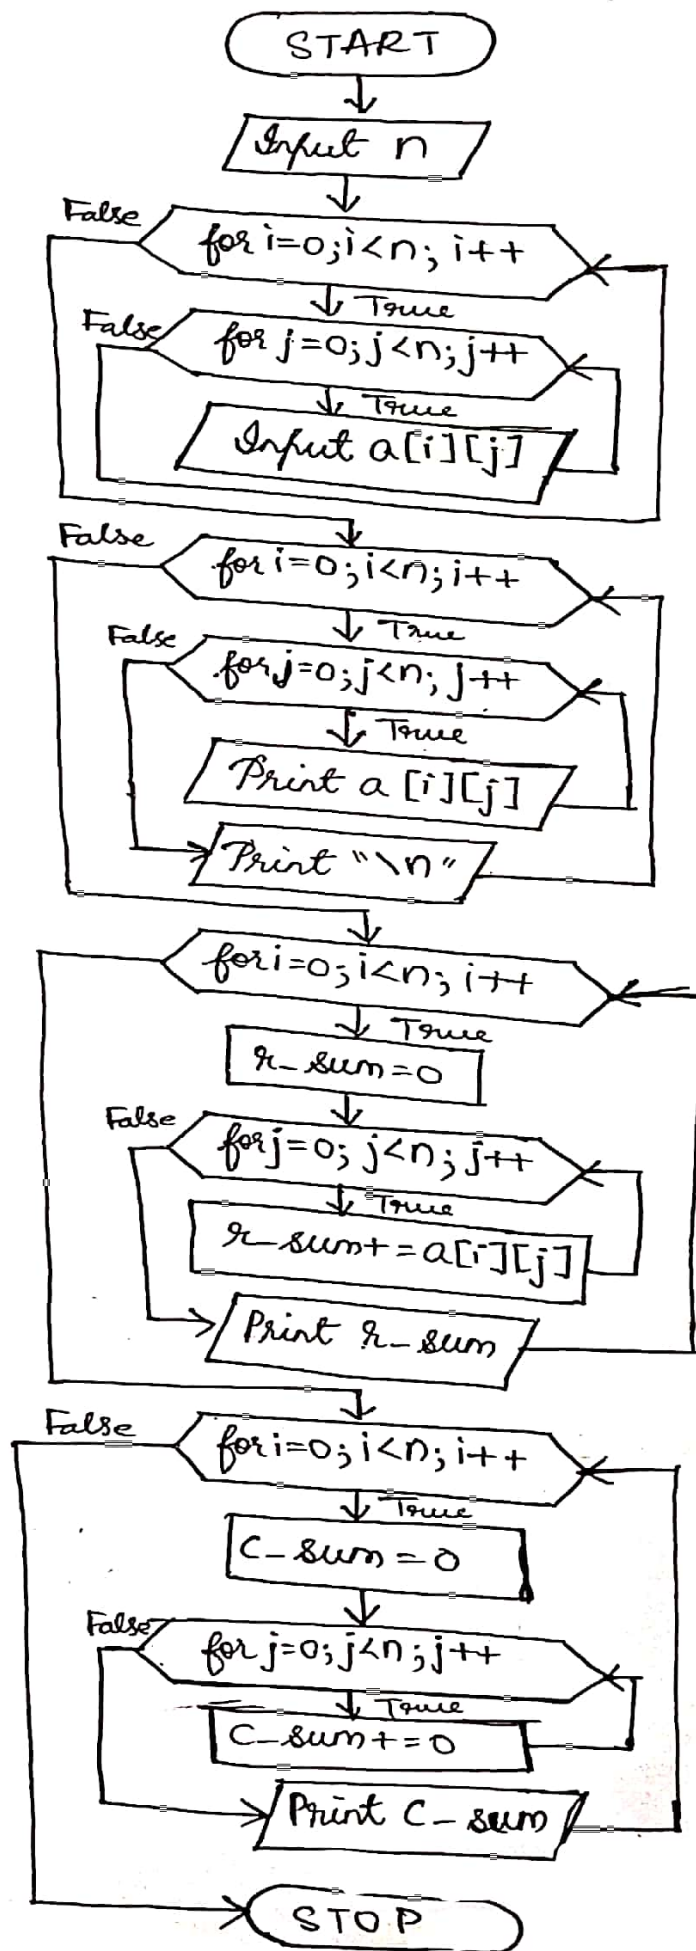 START
Input n
False
for i=0;i<n; i++
True
False
for j=0;j<n;j++
True
Input a[i][j]
False
for i=0;i<n;i++
True
False
for j=0;j<n; j++
True
Print a [i][j]
Print "\n"
for i=0;i<n; i++
True
r_sum=0
False
for j=0; j<n; j++
True
r_sum+=a[i][j]
Print r_sum
False
for i=0;i<n;i++
True
C_sum=0
False
for j=0;j<n;j++
True
C_sum+=0
Print C_sum
STOP